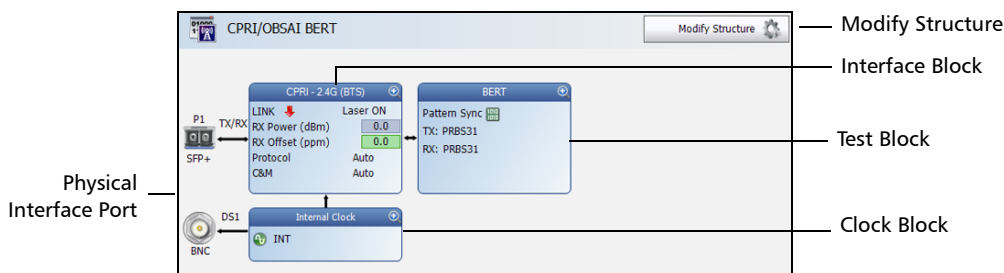 CPRI/OBSAI BERT
Modify Structure
Modify Structure
Interface Block
CPRI - 2.4G (BTS)
BERT
LINK
Laser ON
Pattern Sync
P1
TX/RX
RX Power (dBm)
0.0
TX: PRBS31
RX Offset (ppm)
0.0
Test Block
RX: PRBS31
SFP+
Protocol
Auto
C&M
Auto
Physical
Interface Port
DS1
Internal Clock
Clock Block
INT
BNC